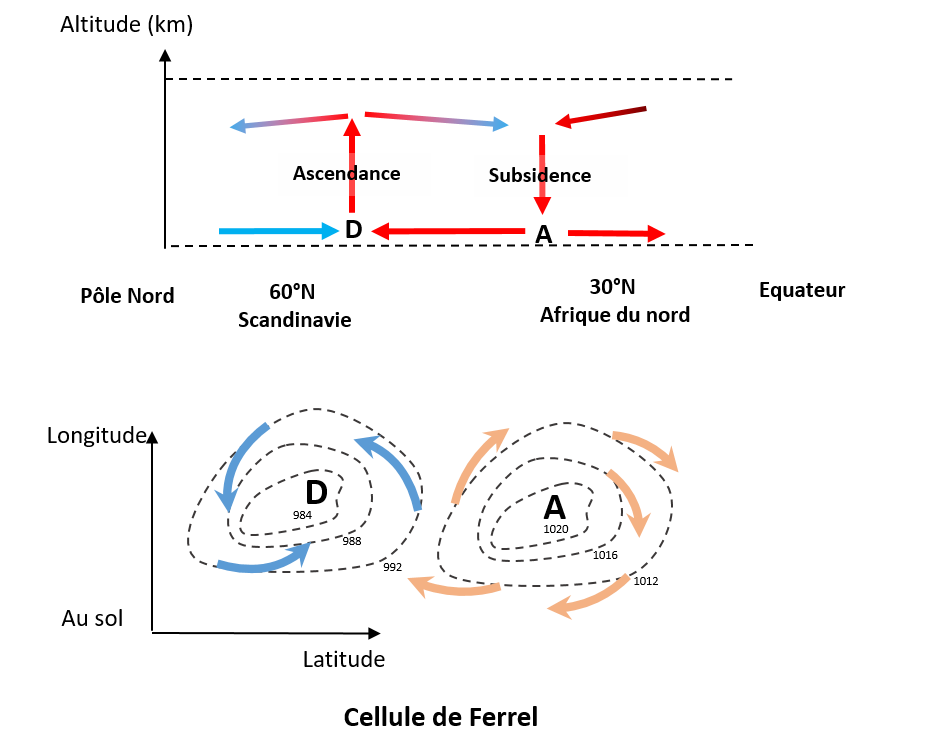 Altitude (km)
Ascendance
Subsidence
D
A
Pôle Nord
60°N
Scandinavie
30°N
Afrique du nord
Equateur
Longitude
D
984
988
992
A
1020
1016
1012
Au sol
Latitude
Cellule de Ferrel